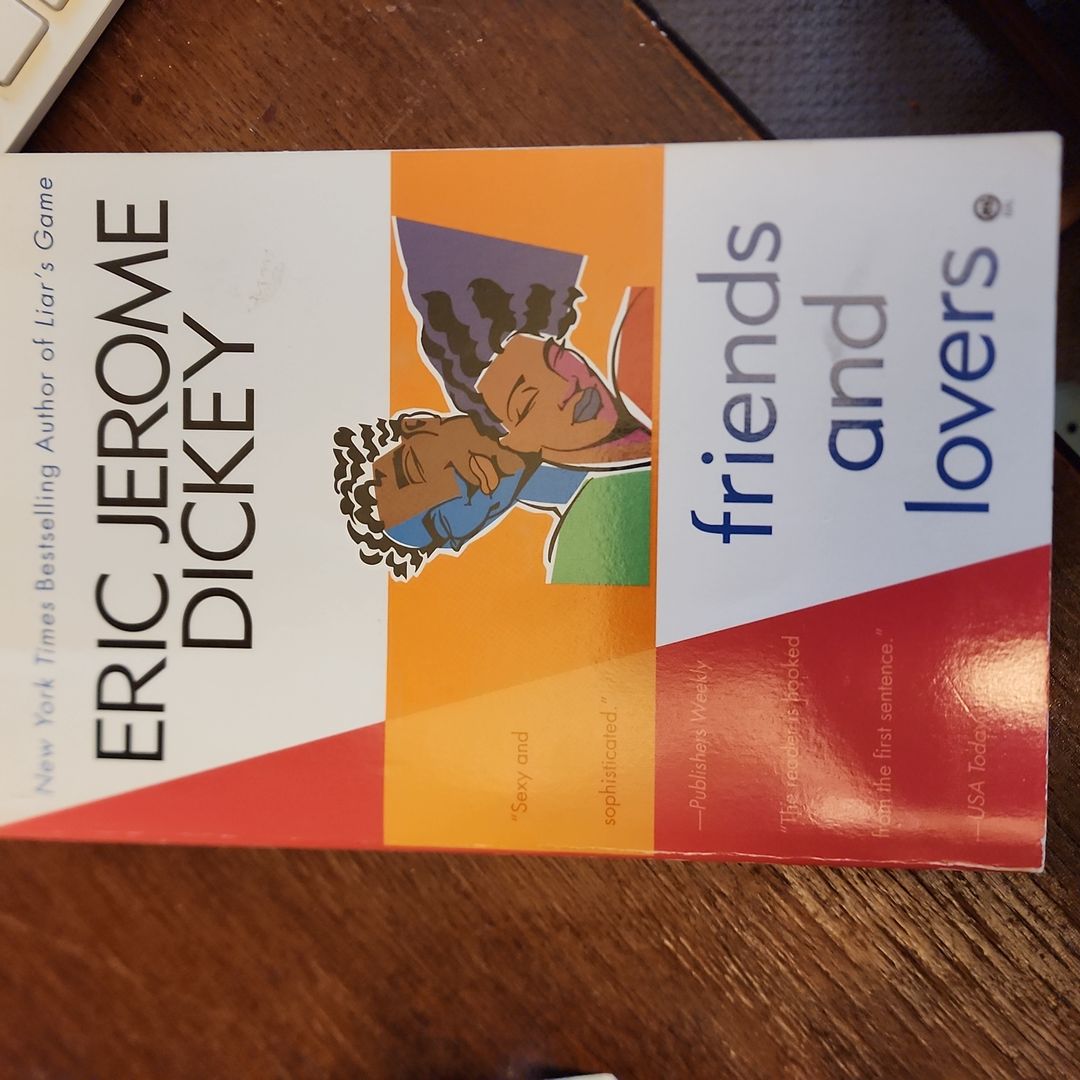 New York Times Bestselling Author of Liar's Game
ERIC JEROME
DICKEY
"Sexy and
sophisticated."
—Publishers Weekly
"The reader is hooked
from the first sentence."
—USA Today
friends
and
lovers